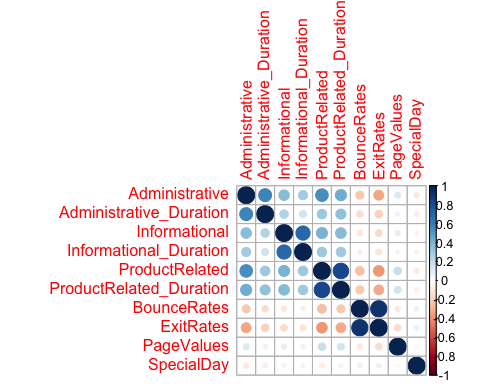 Administrative
Administrative_Duration
Informational
Informational_Duration
ProductRelated
ProductRelated_Duration
BounceRates
ExitRates
PageValues
SpecialDay
Administrative
Administrative_Duration
Informational
Informational_Duration
ProductRelated
ProductRelated_Duration
BounceRates
ExitRates
PageValues
SpecialDay
1
0.8
0.6
0.4
0.2
0
-0.2
-0.4
-0.6
-0.8
-1